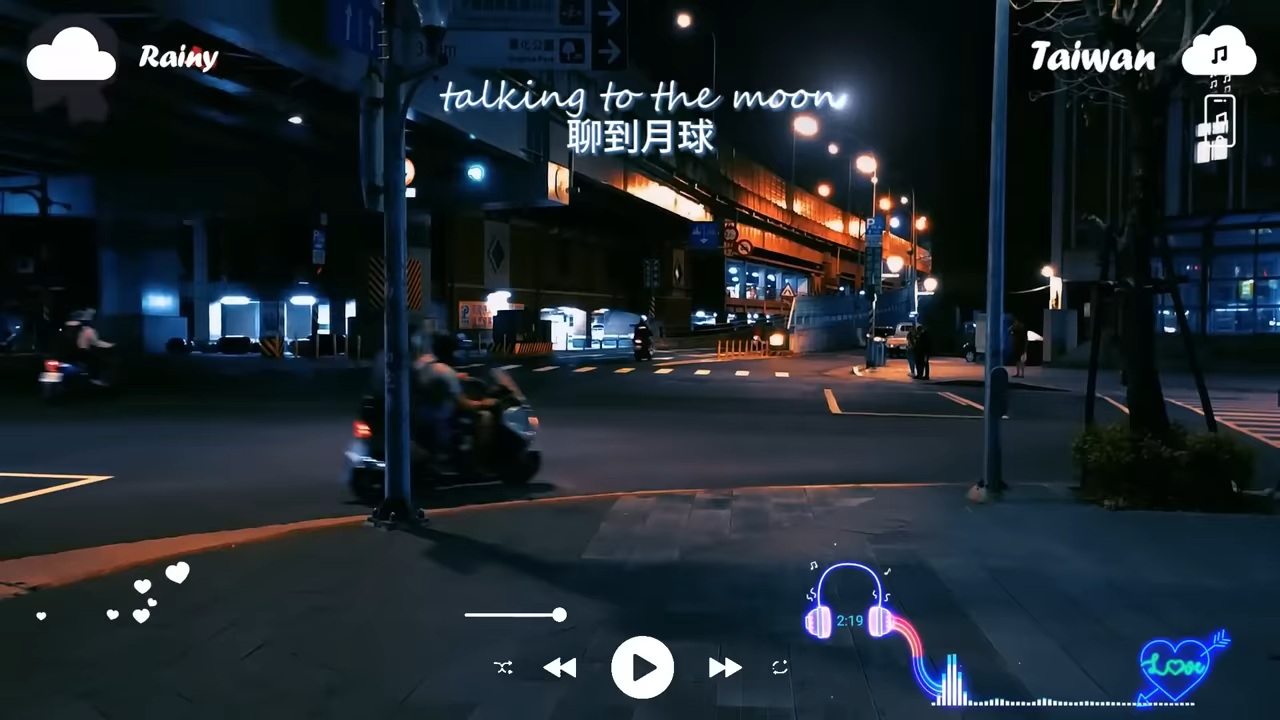 Rainy
Taiwan
talking to the moon
聊到月球
P
2:19
Love